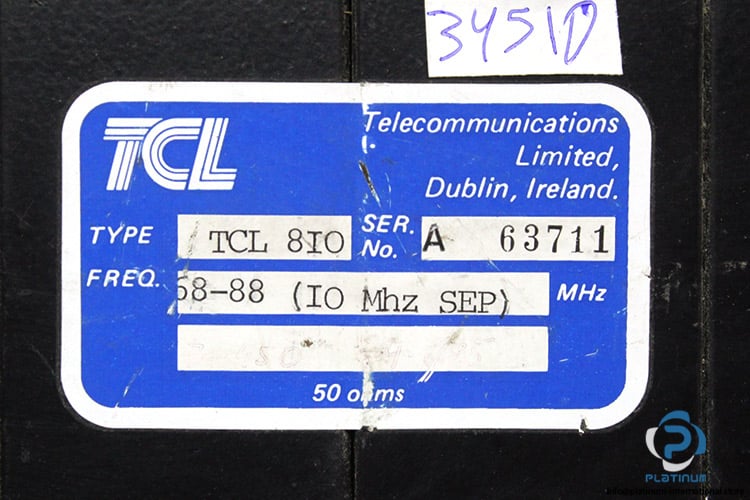 3451D
TCL
Telecommunications
Limited,
Dublin, Ireland.
TYPE TCL 8IO SER. No. A 63711
FREQ. 68-88 (IO Mhz SEP) MHz
50 ohms
PLATINUM